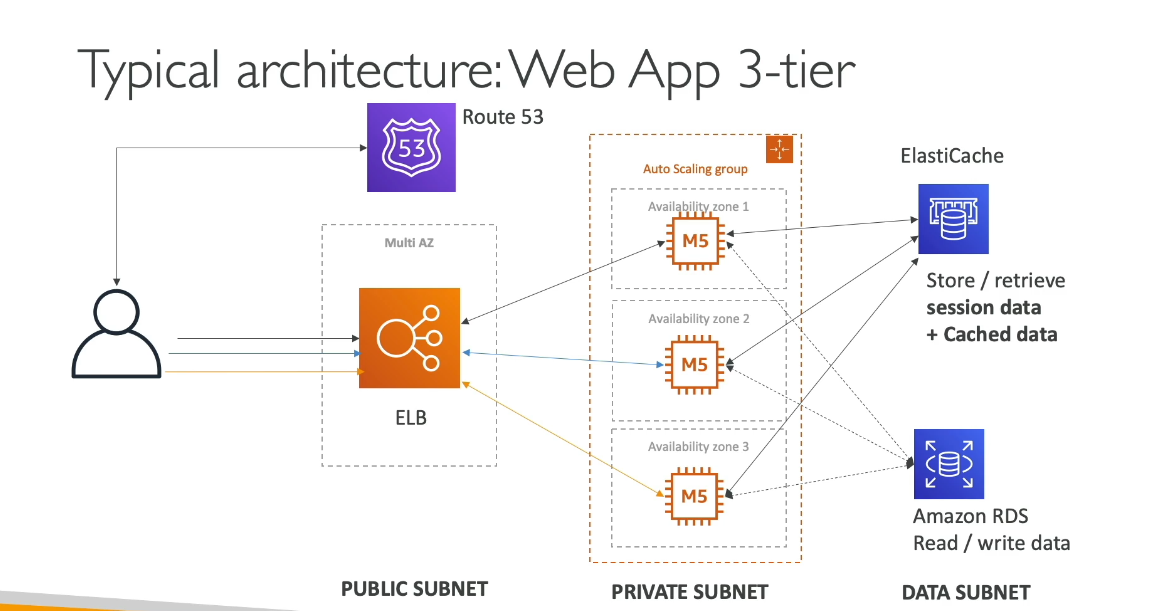 Typical architecture: Web App 3-tier
53
Route 53
Multi AZ
ELB
Auto Scaling group
Availability zone 1
M5
Availability zone 2
M5
Availability zone 3
M5
ElastiCache
Store / retrieve
session data
+ Cached data
Amazon RDS
Read / write data
PUBLIC SUBNET
PRIVATE SUBNET
DATA SUBNET